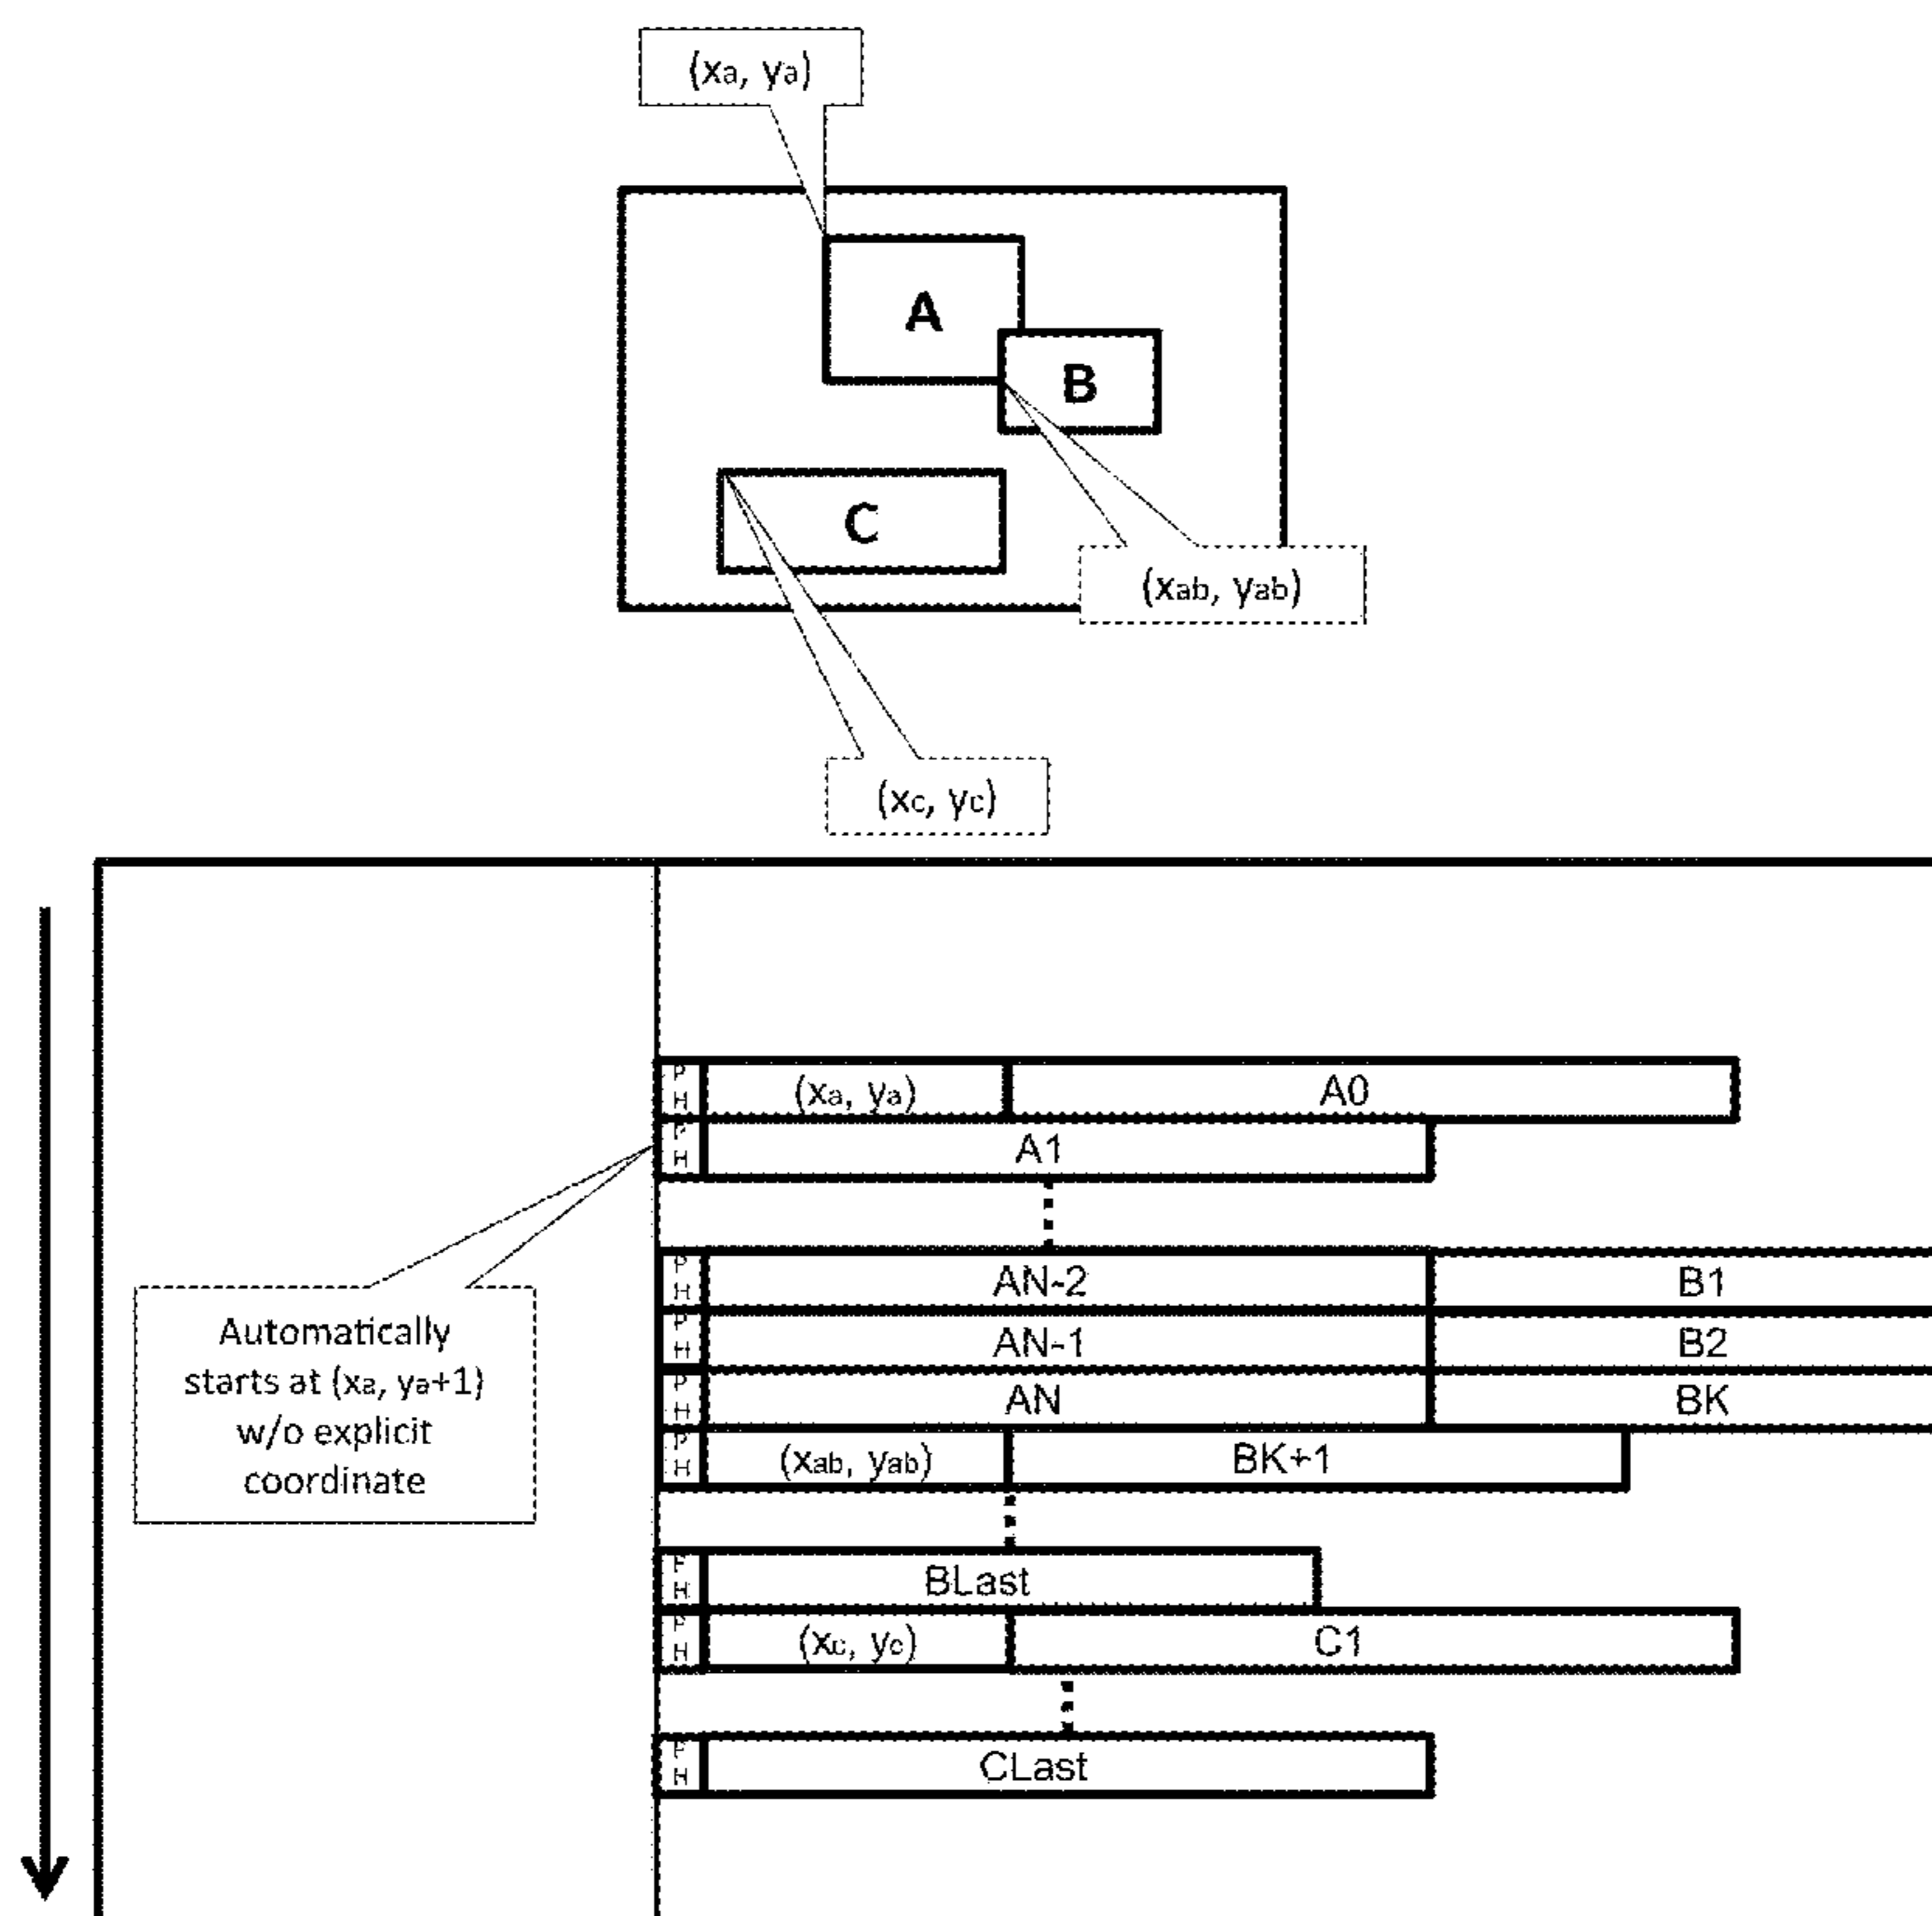 (xa, ya)
A
B
C
(xab, yab)
(xc, yc)
P
H
(xa, ya)
A0
P
H
A1
Automatically
starts at (xa, ya+1)
w/o explicit
coordinate
P
H
AN-2
B1
P
H
AN-1
B2
P
H
AN
BK
P
H
(xab, yab)
BK+1
P
H
BLast
P
H
(xc, yc)
C1
P
H
CLast